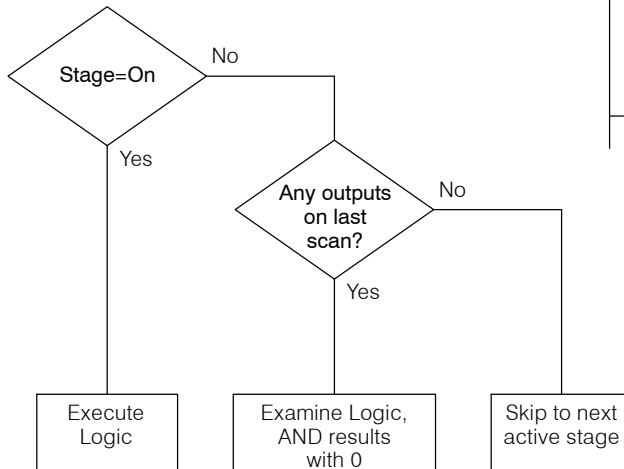 Stage=On
No
Yes
Any outputs
on last
scan?
No
Yes
Execute
Logic
Examine Logic,
AND results
with 0
Skip to next
active stage